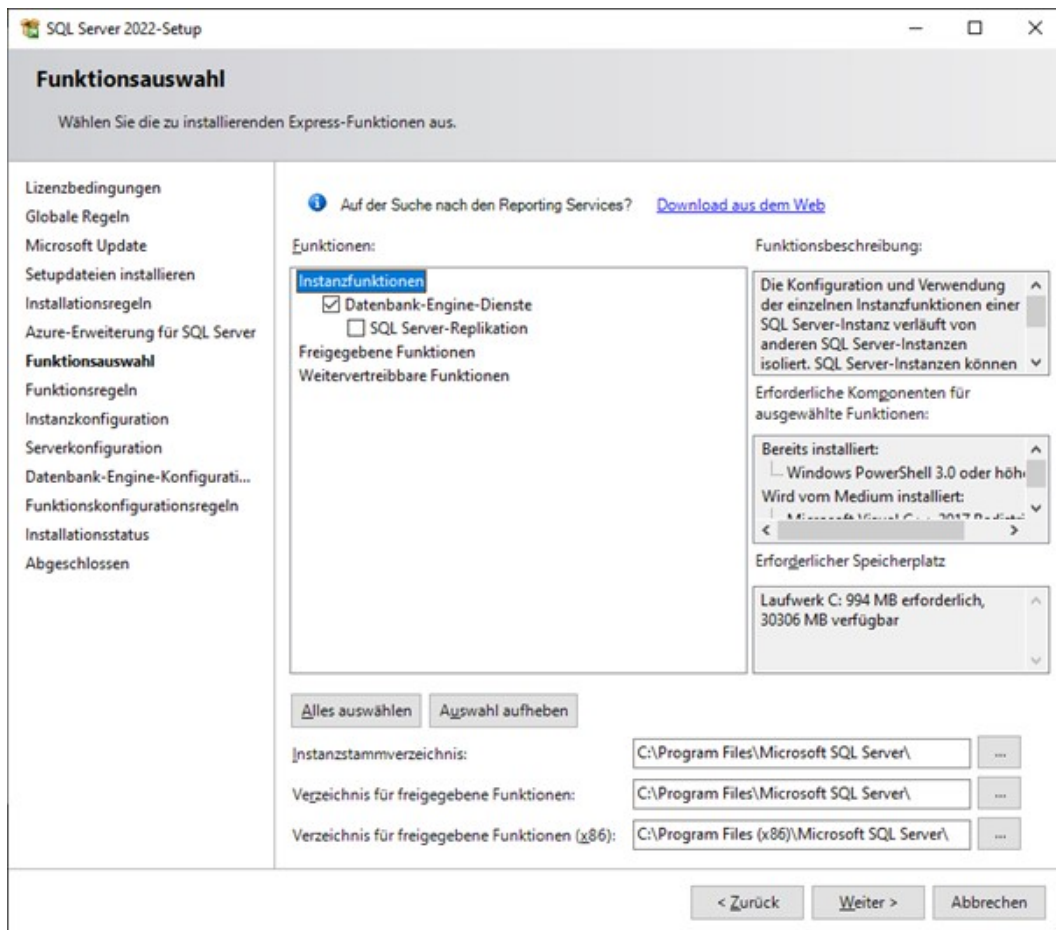 SQL Server 2022-Setup
Funktionsauswahl
Wählen Sie die zu installierenden Express-Funktionen aus.
Lizenzbedingungen
Globale Regeln
Microsoft Update
Setupdateien installieren
Installationsregeln
Azure-Erweiterung für SQL Server
Funktionsauswahl
Funktionsregeln
Instanzkonfiguration
Serverkonfiguration
Datenbank-Engine-Konfigurati...
Funktionskonfigurationsregeln
Installationsstatus
Abgeschlossen
Auf der Suche nach den Reporting Services? Download aus dem Web
Funktionen:
Instanzfunktionen
Datenbank-Engine-Dienste
SQL Server-Replikation
Freigegebene Funktionen
Weitervertreibbare Funktionen
Funktionsbeschreibung:
Die Konfiguration und Verwendung
der einzelnen Instanzfunktionen einer
SQL Server-Instanz verläuft von
anderen SQL Server-Instanzen
isoliert. SQL Server-Instanzen können
Erforderliche Komponenten für
ausgewählte Funktionen:
Bereits installiert:
Windows PowerShell 3.0 oder höh
Wird vom Medium installiert:
Microsoft Visual C++ 2017 Redistri
Erforderlicher Speicherplatz
Laufwerk C: 994 MB erforderlich,
30306 MB verfügbar
Alles auswählen Auswahl aufheben
Instanzstammverzeichnis: C:\Program Files\Microsoft SQL Server\ ...
Verzeichnis für freigegebene Funktionen: C:\Program Files\Microsoft SQL Server\ ...
Verzeichnis für freigegebene Funktionen (x86): C:\Program Files (x86)\Microsoft SQL Server\ ...
< Zurück Weiter > Abbrechen